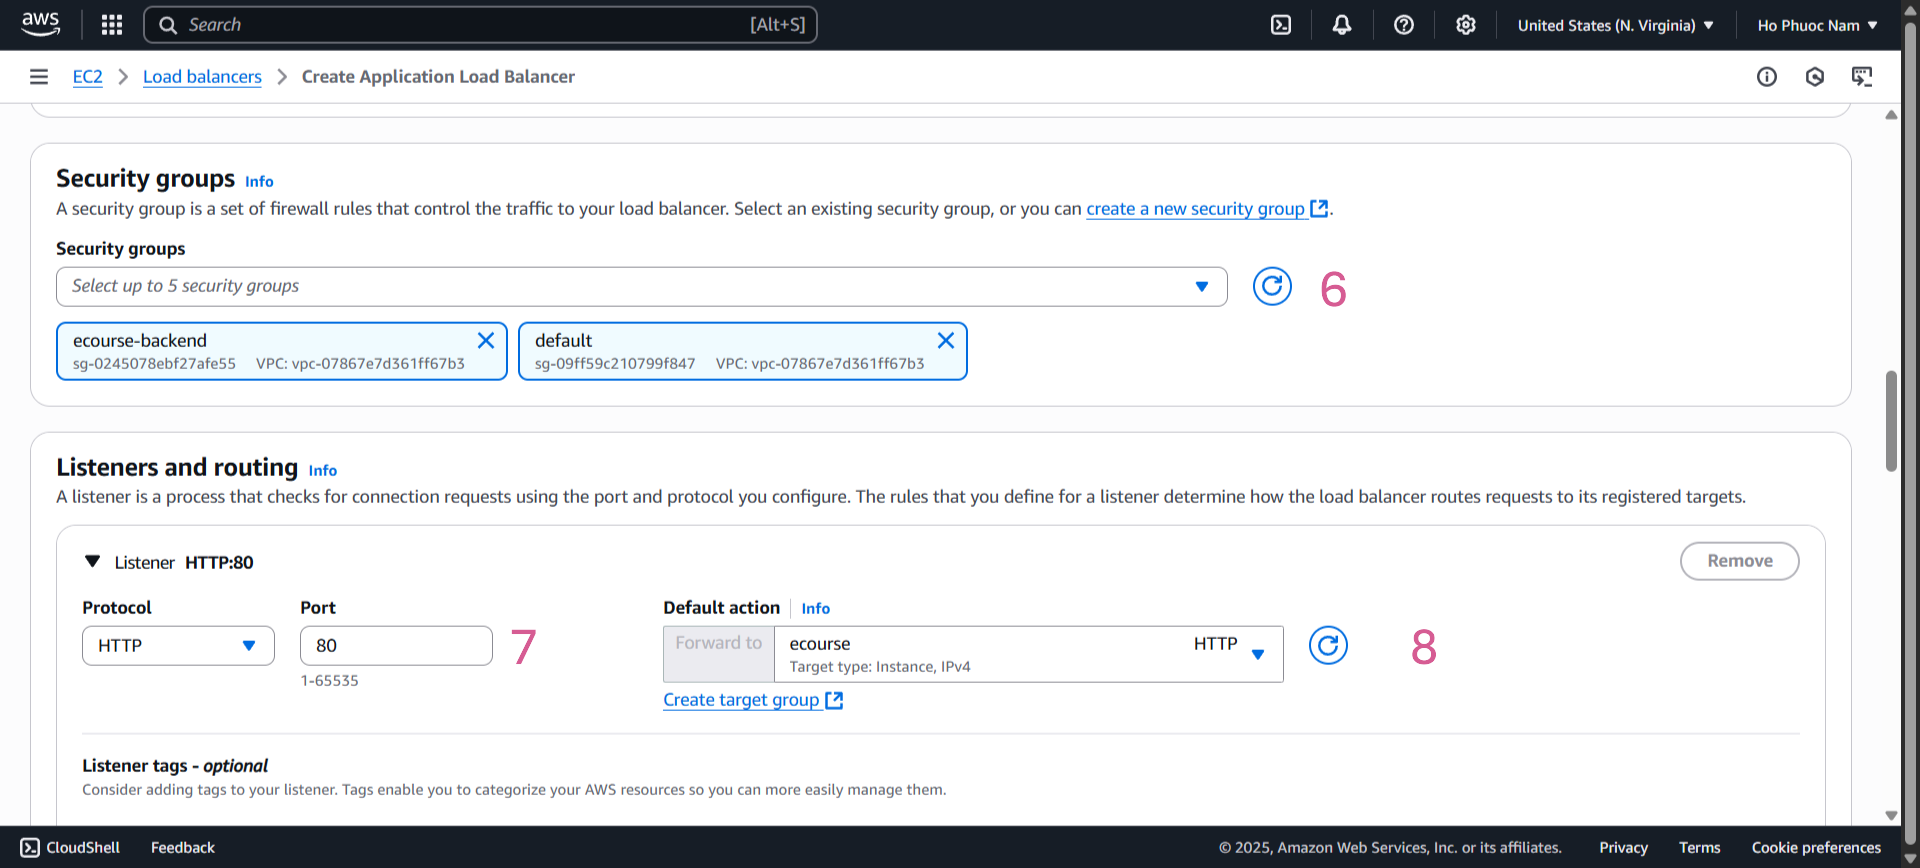 aws
Search [Alt+S]
United States (N. Virginia)
Ho Phuoc Nam
EC2 > Load balancers > Create Application Load Balancer
Security groups Info
A security group is a set of firewall rules that control the traffic to your load balancer. Select an existing security group, or you can create a new security group.
Security groups
Select up to 5 security groups
6
ecourse-backend
sg-0245078ebf27afe55 VPC: vpc-07867e7d361ff67b3
default
sg-09ff59c210799f847 VPC: vpc-07867e7d361ff67b3
Listeners and routing Info
A listener is a process that checks for connection requests using the port and protocol you configure. The rules that you define for a listener determine how the load balancer routes requests to its registered targets.
Listener HTTP:80
Remove
Protocol
HTTP
Port
80
1-65535
7
Default action Info
Forward to
ecourse HTTP
Target type: Instance, IPv4
8
Create target group
Listener tags - optional
Consider adding tags to your listener. Tags enable you to categorize your AWS resources so you can more easily manage them.
CloudShell Feedback © 2025, Amazon Web Services, Inc. or its affiliates. Privacy Terms Cookie preferences